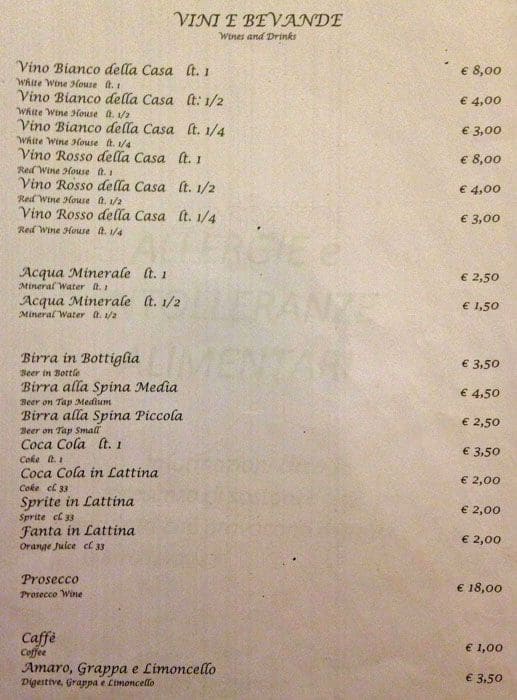 VINI E BEVANDE
Wines and Drinks
Vino Bianco della Casa lt. 1 € 8,00
White Wine House lt. 1
Vino Bianco della Casa lt. 1/2 € 4,00
White Wine House lt. 1/2
Vino Bianco della Casa lt. 1/4 € 3,00
White Wine House lt. 1/4
Vino Rosso della Casa lt. 1 € 8,00
Red Wine House lt. 1
Vino Rosso della Casa lt. 1/2 € 4,00
Red Wine House lt. 1/2
Vino Rosso della Casa lt. 1/4 € 3,00
Red Wine House lt. 1/4
ALLERGIE e
Acqua Minerale lt. 1 € 2,50
Mineral Water lt. 1
Acqua Minerale lt. 1/2 € 1,50
Mineral Water lt. 1/2
ALIMENTARI
Birra in Bottiglia € 3,50
Beer in Bottle
Birra alla Spina Media € 4,50
Beer on Tap Medium
Birra alla Spina Piccola € 2,50
Beer on Tap Small
Coca Cola lt. 1 € 3,50
Coke lt. 1
Coca Cola in Lattina € 2,00
Coke cl 33
Sprite in Lattina € 2,00
Sprite cl 33
Fanta in Lattina € 2,00
Orange Juice cl 33
Prosecco € 18,00
Prosecco Wine
Caffè € 1,00
Coffee
Amaro, Grappa e Limoncello € 3,50
Digestive, Grappa e Limoncello